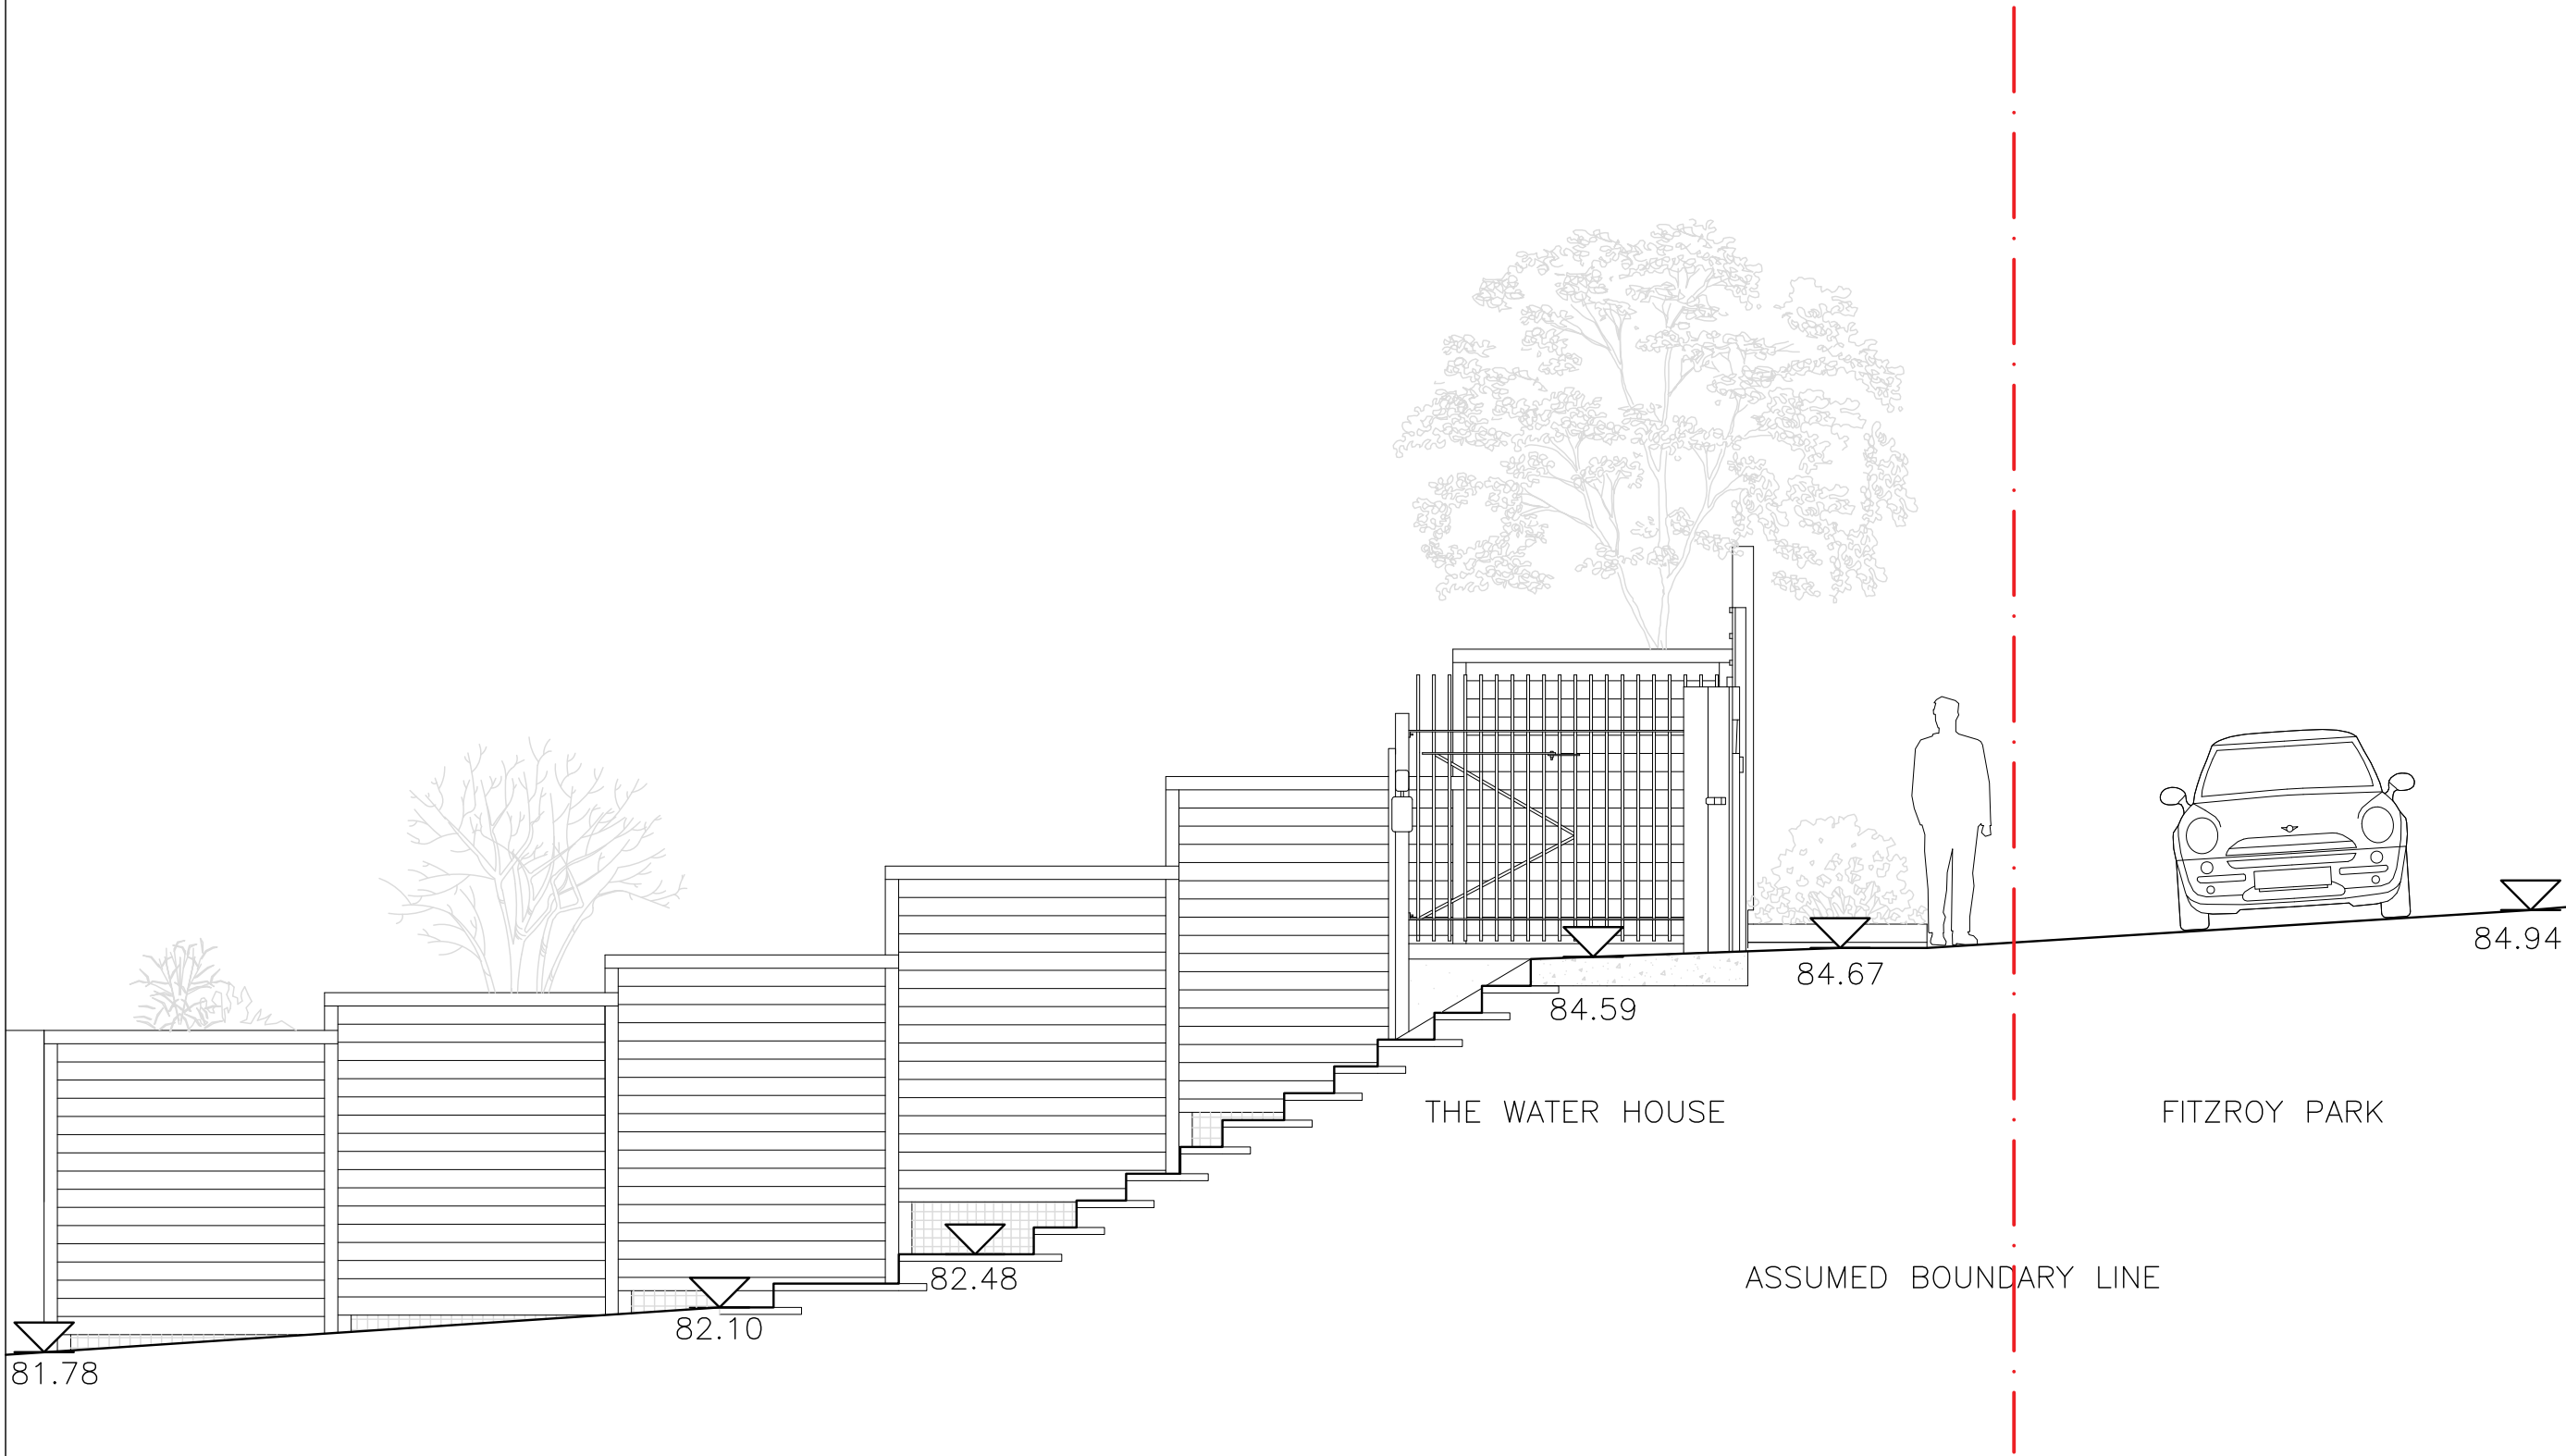 84.94
84.67
84.59
THE WATER HOUSE
FITZROY PARK
82.48
ASSUMED BOUNDARY LINE
82.10
81.78